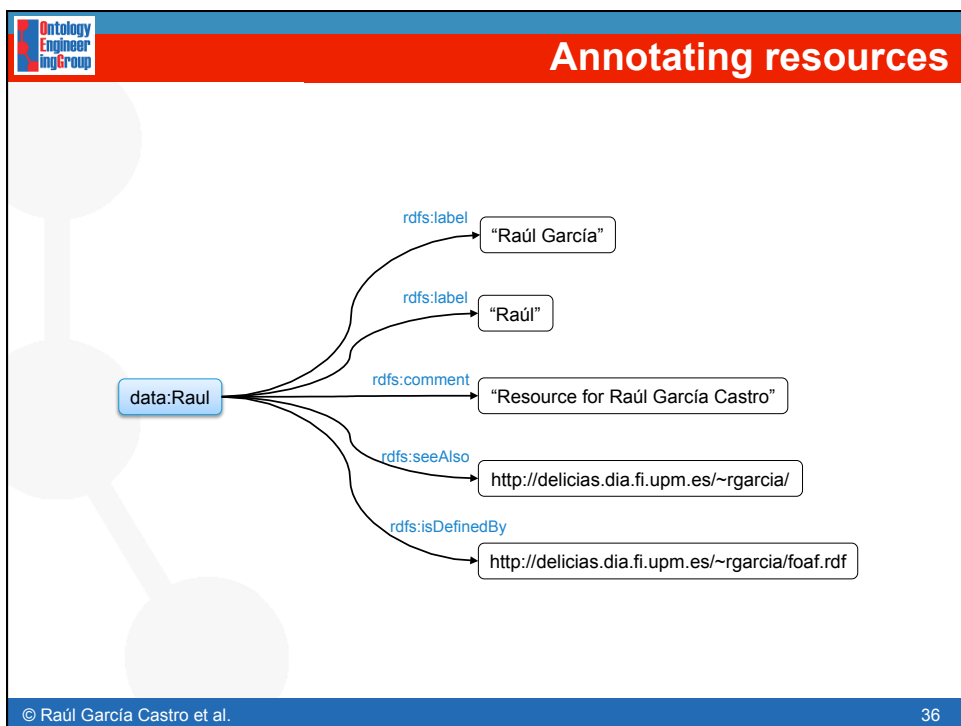 Ontology
Engineer
ingGroup
Annotating resources
rdfs:label
“Raúl García”
rdfs:label
“Raúl”
data:Raul
rdfs:comment
“Resource for Raúl García Castro”
rdfs:seeAlso
http://delicias.dia.fi.upm.es/~rgarcia/
rdfs:isDefinedBy
http://delicias.dia.fi.upm.es/~rgarcia/foaf.rdf
© Raúl García Castro et al.
36